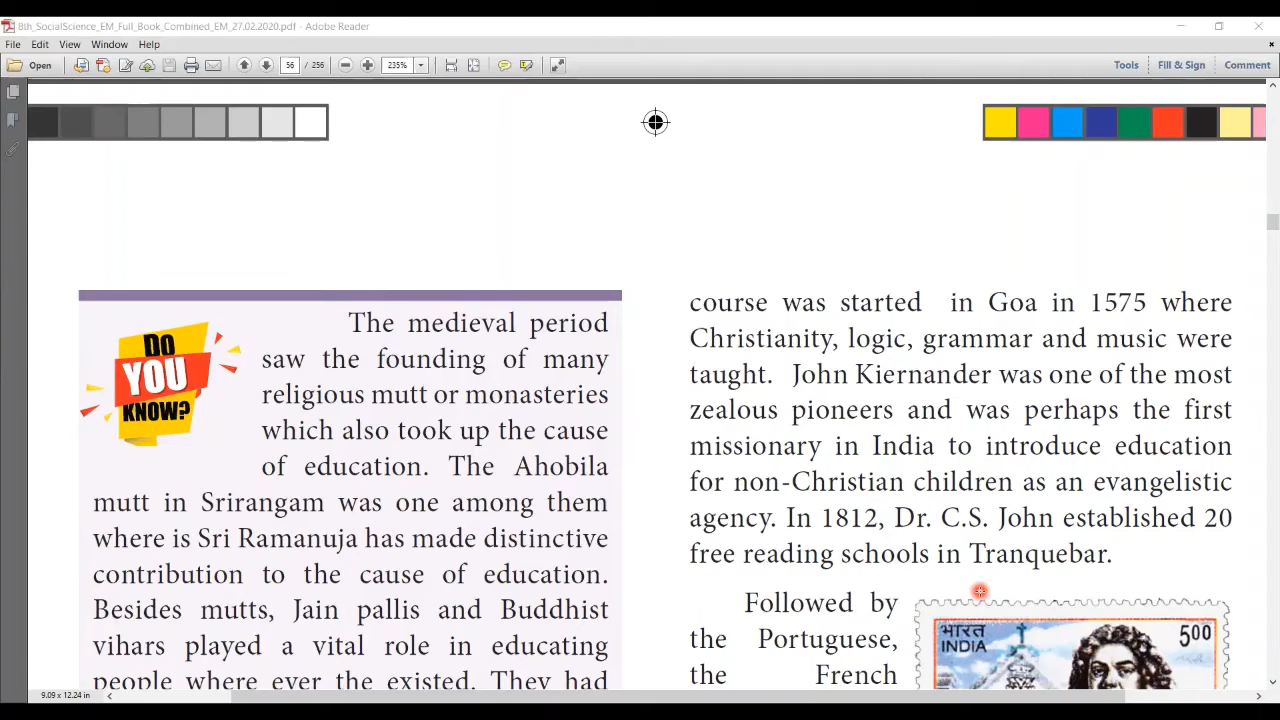 8th_SocialScience_EM_Full_Book_Combined_EM_27.02.2020.pdf - Adobe Reader
File Edit View Window Help
Open 56 / 256 235% Tools Fill & Sign Comment
DO
YOU
KNOW?
The medieval period
saw the founding of many
religious mutt or monasteries
which also took up the cause
of education. The Ahobila
mutt in Srirangam was one among them
where is Sri Ramanuja has made distinctive
contribution to the cause of education.
Besides mutts, Jain pallis and Buddhist
vihars played a vital role in educating
people where ever the existed. They had
course was started in Goa in 1575 where
Christianity, logic, grammar and music were
taught. John Kiernander was one of the most
zealous pioneers and was perhaps the first
missionary in India to introduce education
for non-Christian children as an evangelistic
agency. In 1812, Dr. C.S. John established 20
free reading schools in Tranquebar.
Followed by
the Portuguese,
the French
भारत
INDIA
500
9.09 x 12.24 in